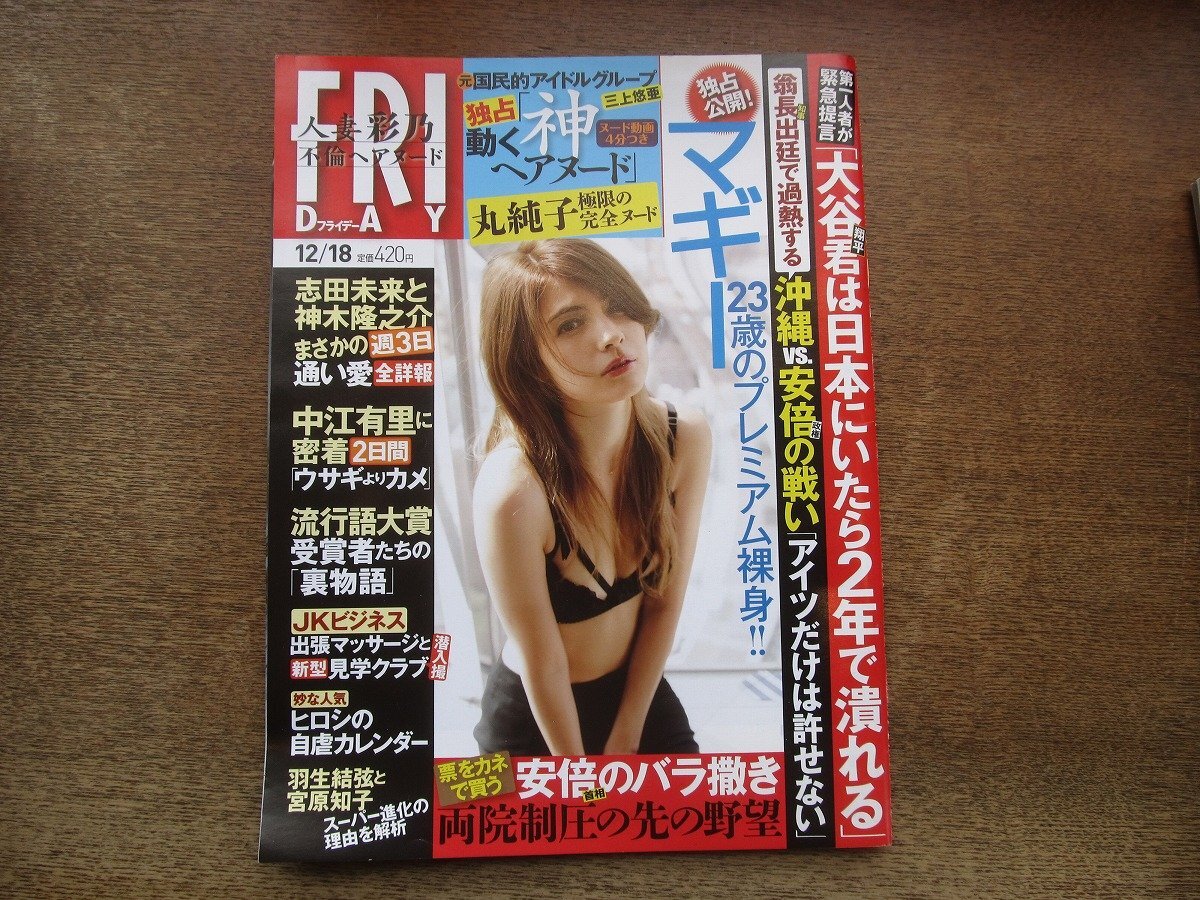 FRI
DフライデーAY
人妻彩乃
不倫ヘアヌード
12/18 定価420円
元国民的アイドルグループ
三上悠亜
独占「神
動く
ヘアヌード」
ヌード動画
4分つき
丸純子 極限の
完全ヌード
独占
公開!
マギー
23歳のプレミアム裸身!!
翁長知事出廷で過熱する
沖縄vs.安倍政権の戦い「アイツだけは許せない」
第一人者が
緊急提言
「大谷翔平君は日本にいたら2年で潰れる」
志田未来と
神木隆之介
まさかの週3日
通い愛 全詳報
中江有里に
密着2日間
「ウサギよりカメ」
流行語大賞
受賞者たちの
「裏物語」
JKビジネス
出張マッサージと
新型見学クラブ
潜入撮
妙な人気
ヒロシの
自虐カレンダー
羽生結弦と
宮原知子
スーパー進化の
理由を解析
票をカネ
で買う
安倍首相のバラ撒き
両院制圧の先の野望